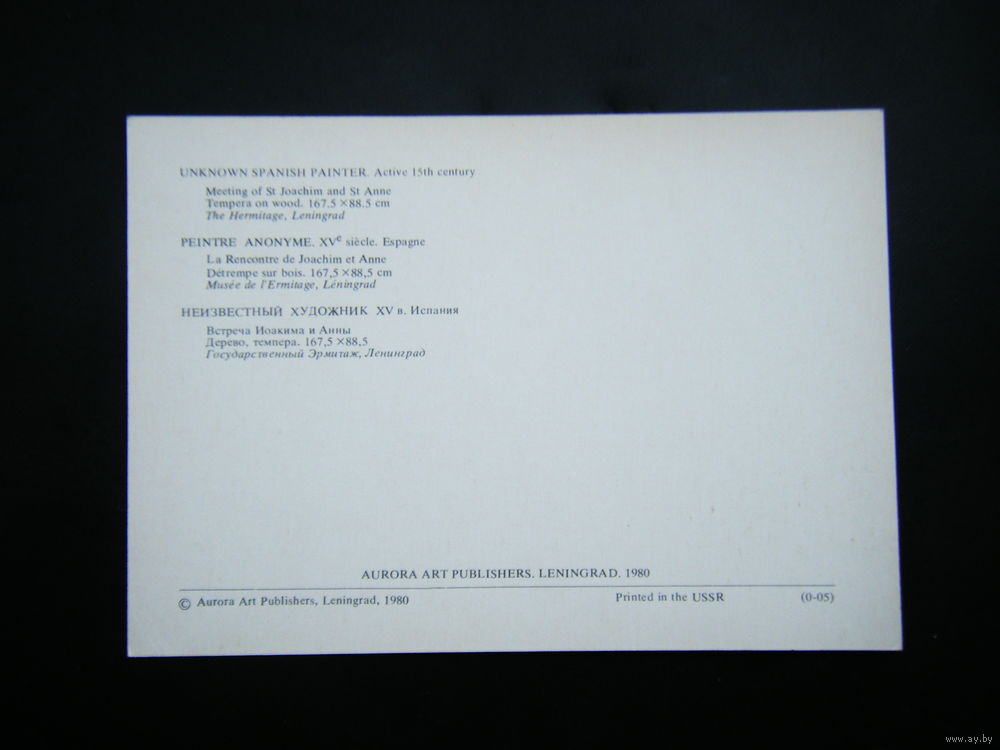 UNKNOWN SPANISH PAINTER. Active 15th century
Meeting of St Joachim and St Anne
Tempera on wood. 167.5 × 88.5 cm
The Hermitage, Leningrad
PEINTRE ANONYME. XVe siècle. Espagne
La Rencontre de Joachim et Anne
Détrempe sur bois. 167,5 × 88,5 cm
Musée de l'Ermitage, Léningrad
НЕИЗВЕСТНЫЙ ХУДОЖНИК XV в. Испания
Встреча Иоакима и Анны
Дерево, темпера. 167,5 × 88,5
Государственный Эрмитаж, Ленинград
AURORA ART PUBLISHERS. LENINGRAD. 1980
© Aurora Art Publishers, Leningrad, 1980 Printed in the USSR (0-05)
www.ay.by